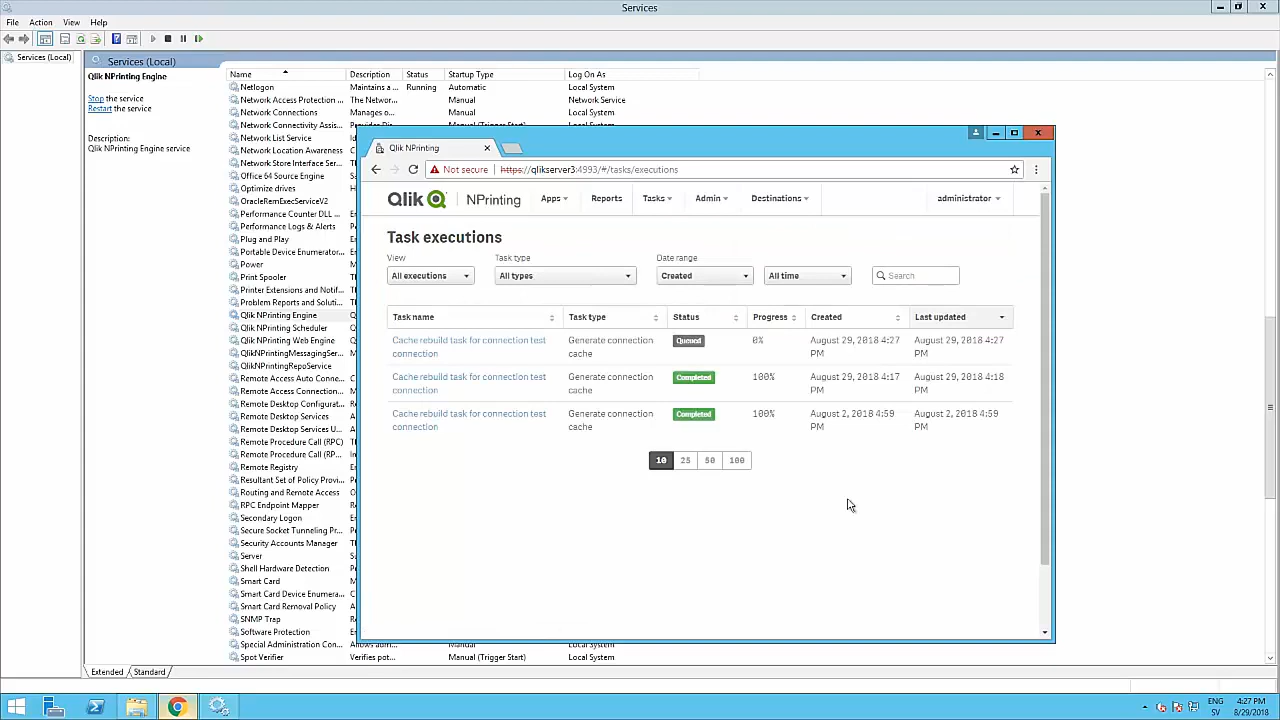 Services
File Action View Help
Services (Local)
Services (Local)
Qlik NPrinting Engine
Stop the service
Restart the service
Description:
Qlik NPrinting Engine service
Name Description Status Startup Type Log On As
Netlogon Maintains a ... Running Automatic Local System
Network Access Protection ... The Networ... Manual Network Service
Network Connections Manages o... Manual Local System
Network Connectivity Assis... Provides Dir... Manual (Trigger Start) Local System
Network List Service
Network Location Awareness
Network Store Interface Ser...
Office 64 Source Engine
Optimize drives
OracleRemExecServiceV2
Performance Counter DLL ...
Performance Logs & Alerts
Plug and Play
Portable Device Enumerator...
Power
Print Spooler
Printer Extensions and Notif...
Problem Reports and Soluti...
Qlik NPrinting Engine
Qlik NPrinting Scheduler
Qlik NPrinting Web Engine
QlikNPrintingMessagingSer...
QlikNPrintingRepoService
Remote Access Auto Conne...
Remote Access Connection...
Remote Desktop Configurat...
Remote Desktop Services
Remote Desktop Services U...
Remote Procedure Call (RPC)
Remote Procedure Call (RP...
Remote Registry
Resultant Set of Policy Provi...
Routing and Remote Access
RPC Endpoint Mapper
Secondary Logon
Secure Socket Tunneling Pr...
Security Accounts Manager
Server
Shell Hardware Detection
Smart Card
Smart Card Device Enumera...
Smart Card Removal Policy
SNMP Trap
Software Protection
Special Administration Con... Allows adm... Manual Local System
Spot Verifier Verifies pot... Manual (Trigger Start) Local System
Extended Standard
Qlik NPrinting
Not secure https://qlikserver3:4993/#/tasks/executions
Qlik NPrinting Apps Reports Tasks Admin Destinations administrator
Task executions
View Task type Date range
All executions All types Created All time Search
Task name Task type Status Progress Created Last updated
Cache rebuild task for connection test Generate connection Queued 0% August 29, 2018 4:27 August 29, 2018 4:27
connection cache PM PM
Cache rebuild task for connection test Generate connection Completed 100% August 29, 2018 4:17 August 29, 2018 4:18
connection cache PM PM
Cache rebuild task for connection test Generate connection Completed 100% August 2, 2018 4:59 August 2, 2018 4:59
connection cache PM PM
10 25 50 100
ENG 4:27 PM
SV 8/29/2018